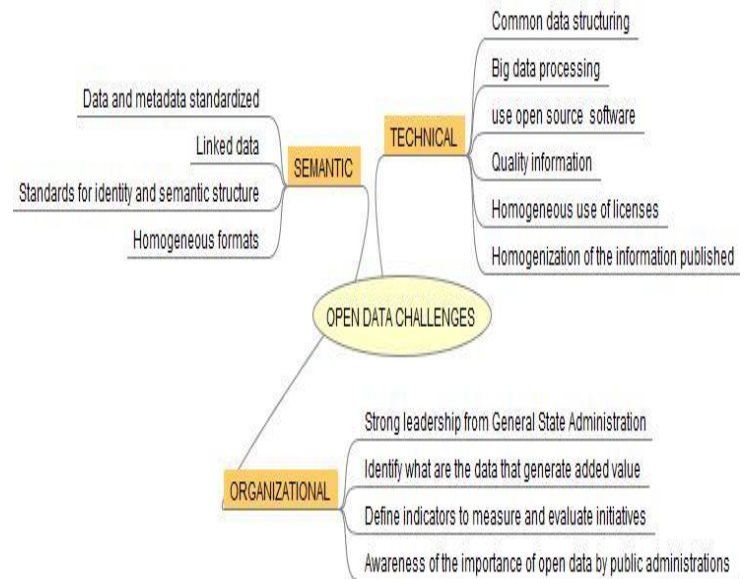 Common data structuring
Big data processing
use open source software
Quality information
Homogeneous use of licenses
Homogenization of the information published
TECHNICAL
Data and metadata standardized
Linked data
Standards for identity and semantic structure
Homogeneous formats
SEMANTIC
OPEN DATA CHALLENGES
ORGANIZATIONAL
Strong leadership from General State Administration
Identify what are the data that generate added value
Define indicators to measure and evaluate initiatives
Awareness of the importance of open data by public administrations